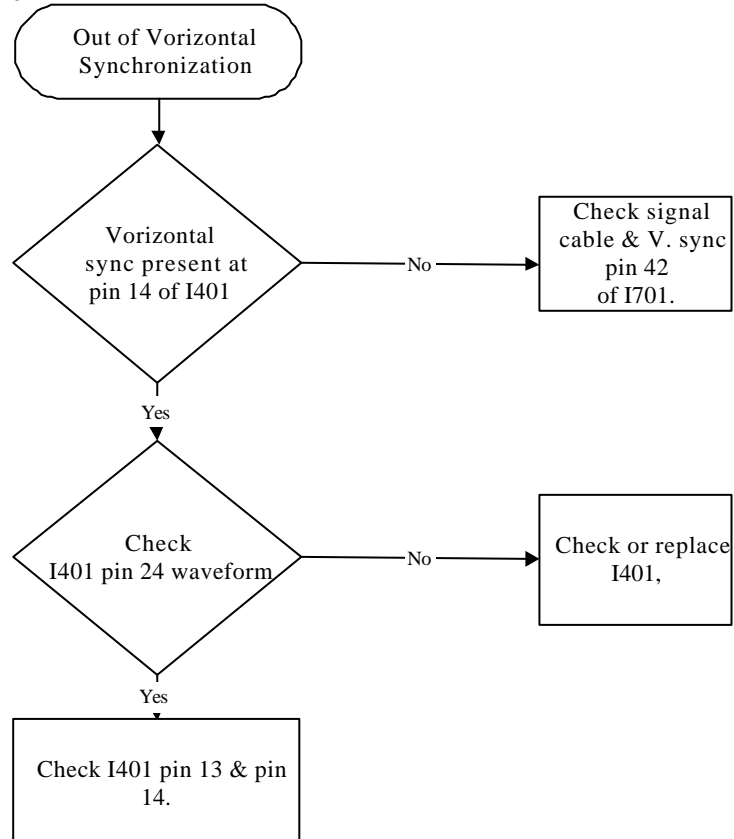 Out of Vorizontal
Synchronization
Vorizontal
sync present at
pin 14 of I401
No
Check signal
cable & V. sync
pin 42
of I701.
Yes
Check
I401 pin 24 waveform
No
Check or replace
I401,
Yes
Check I401 pin 13 & pin
14.